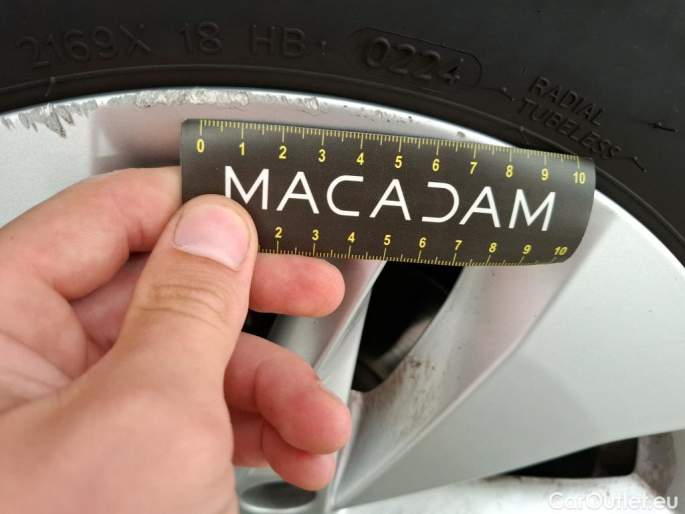 2169X 18 HB 0224
RADIAL
TUBELESS
0 1 2 3 4 5 6 7 8 9 10
MACADAM
2 3 4 5 6 7 8 9 10
CarOutlet.eu